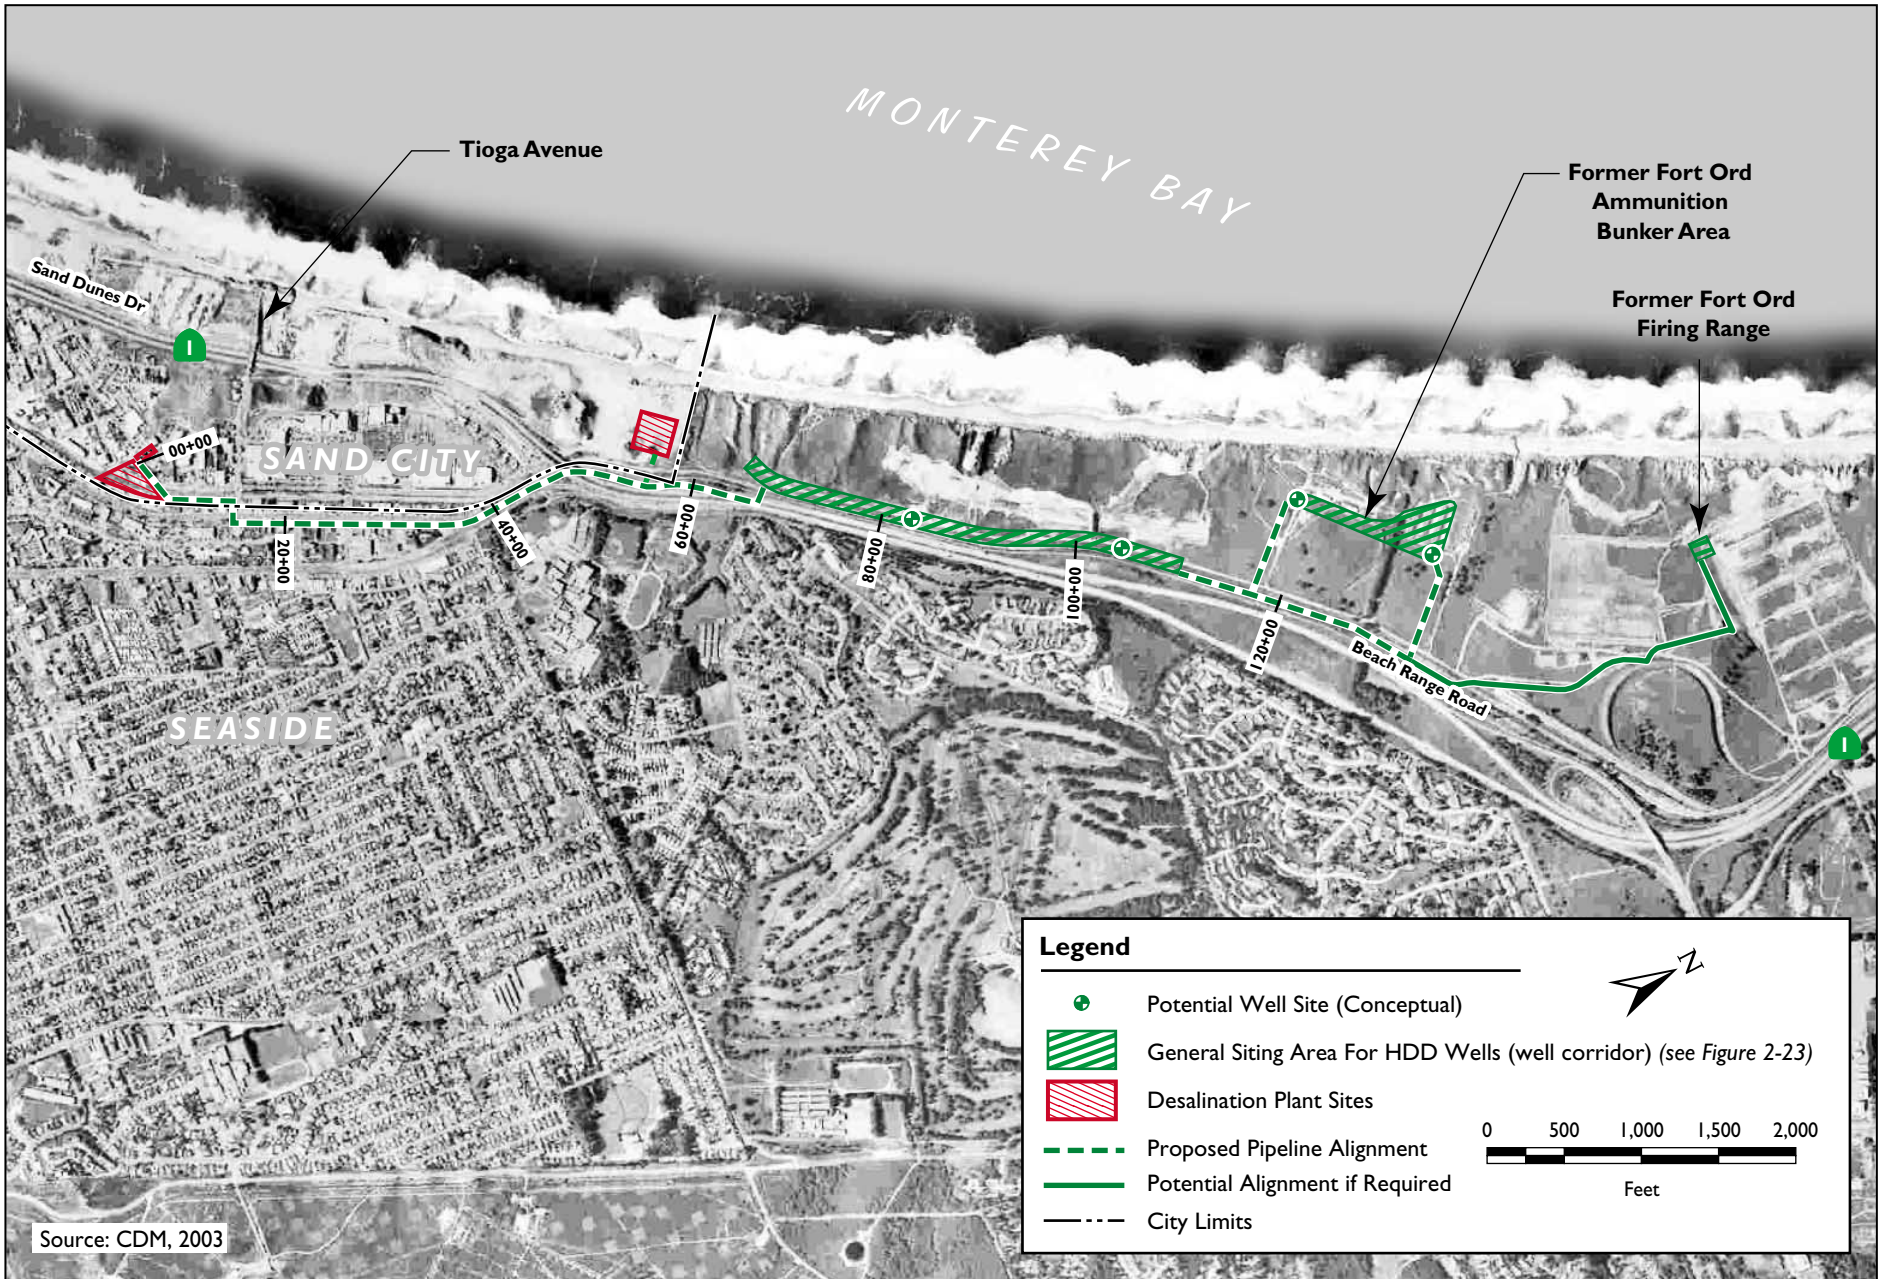 MONTEREY BAY
Tioga Avenue
Former Fort Ord
Ammunition
Bunker Area
Former Fort Ord
Firing Range
Sand Dunes Dr
1
00+00
SAND CITY
20+00
40+00
60+00
80+00
100+00
120+00
Beach Range Road
SEASIDE
1
Legend
N
Potential Well Site (Conceptual)
General Siting Area For HDD Wells (well corridor) (see Figure 2-23)
Desalination Plant Sites
Proposed Pipeline Alignment
Potential Alignment if Required
City Limits
0 500 1,000 1,500 2,000
Feet
Source: CDM, 2003